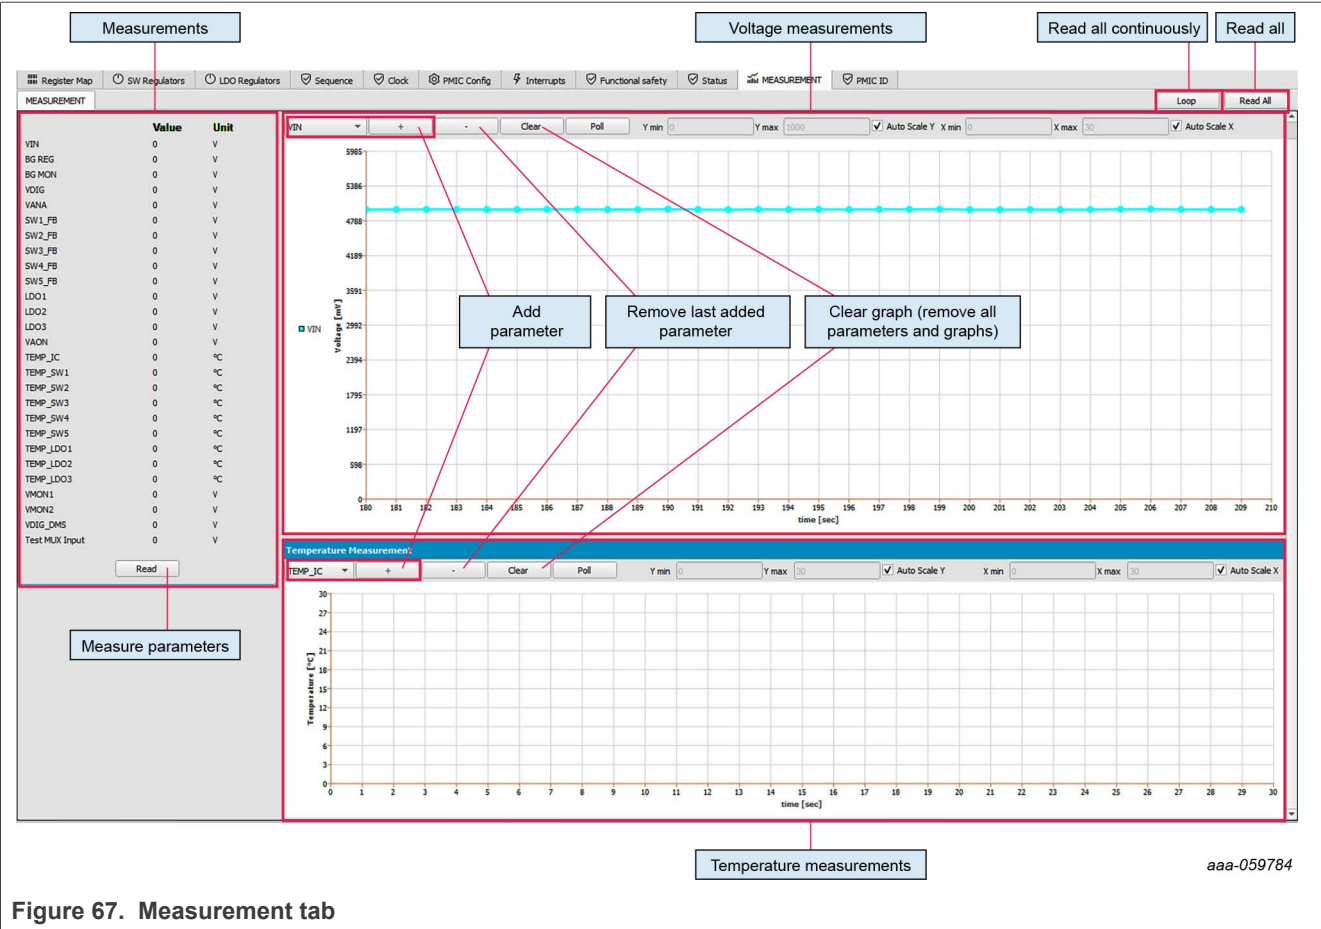 Measurements
Voltage measurements
Read all continuously
Read all
Register Map
SW Regulators
LDO Regulators
Sequence
Clock
PMIC Config
Interrupts
Functional safety
Status
MEASUREMENT
PMIC ID
MEASUREMENT
Loop
Read All
Value Unit
VIN 0 V
BG REG 0 V
BG MON 0 V
VDIG 0 V
VANA 0 V
SW1_FB 0 V
SW2_FB 0 V
SW3_FB 0 V
SW4_FB 0 V
SW5_FB 0 V
LDO1 0 V
LDO2 0 V
LDO3 0 V
VAON 0 V
TEMP_IC 0 °C
TEMP_SW1 0 °C
TEMP_SW2 0 °C
TEMP_SW3 0 °C
TEMP_SW4 0 °C
TEMP_SW5 0 °C
TEMP_LDO1 0 °C
TEMP_LDO2 0 °C
TEMP_LDO3 0 °C
VMON1 0 V
VMON2 0 V
VDIG_DMS 0 V
Test MUX Input 0 V
Read
Measure parameters
VIN + - Clear Poll Y min 0 Y max 1000 Auto Scale Y X min 0 X max 30 Auto Scale X
5985
5386
4788
4189
3591
2992
2394
1795
1197
598
0
Voltage [mV]
VIN
180 181 182 183 184 185 186 187 188 189 190 191 192 193 194 195 196 197 198 199 200 201 202 203 204 205 206 207 208 209 210
time [sec]
Add
parameter
Remove last added
parameter
Clear graph (remove all
parameters and graphs)
Temperature Measurement
TEMP_IC + - Clear Poll Y min 0 Y max 30 Auto Scale Y X min 0 X max 30 Auto Scale X
30
27
24
21
18
15
12
9
6
3
0
Temperature [°C]
0 1 2 3 4 5 6 7 8 9 10 11 12 13 14 15 16 17 18 19 20 21 22 23 24 25 26 27 28 29 30
time [sec]
Temperature measurements
aaa-059784
Figure 67. Measurement tab